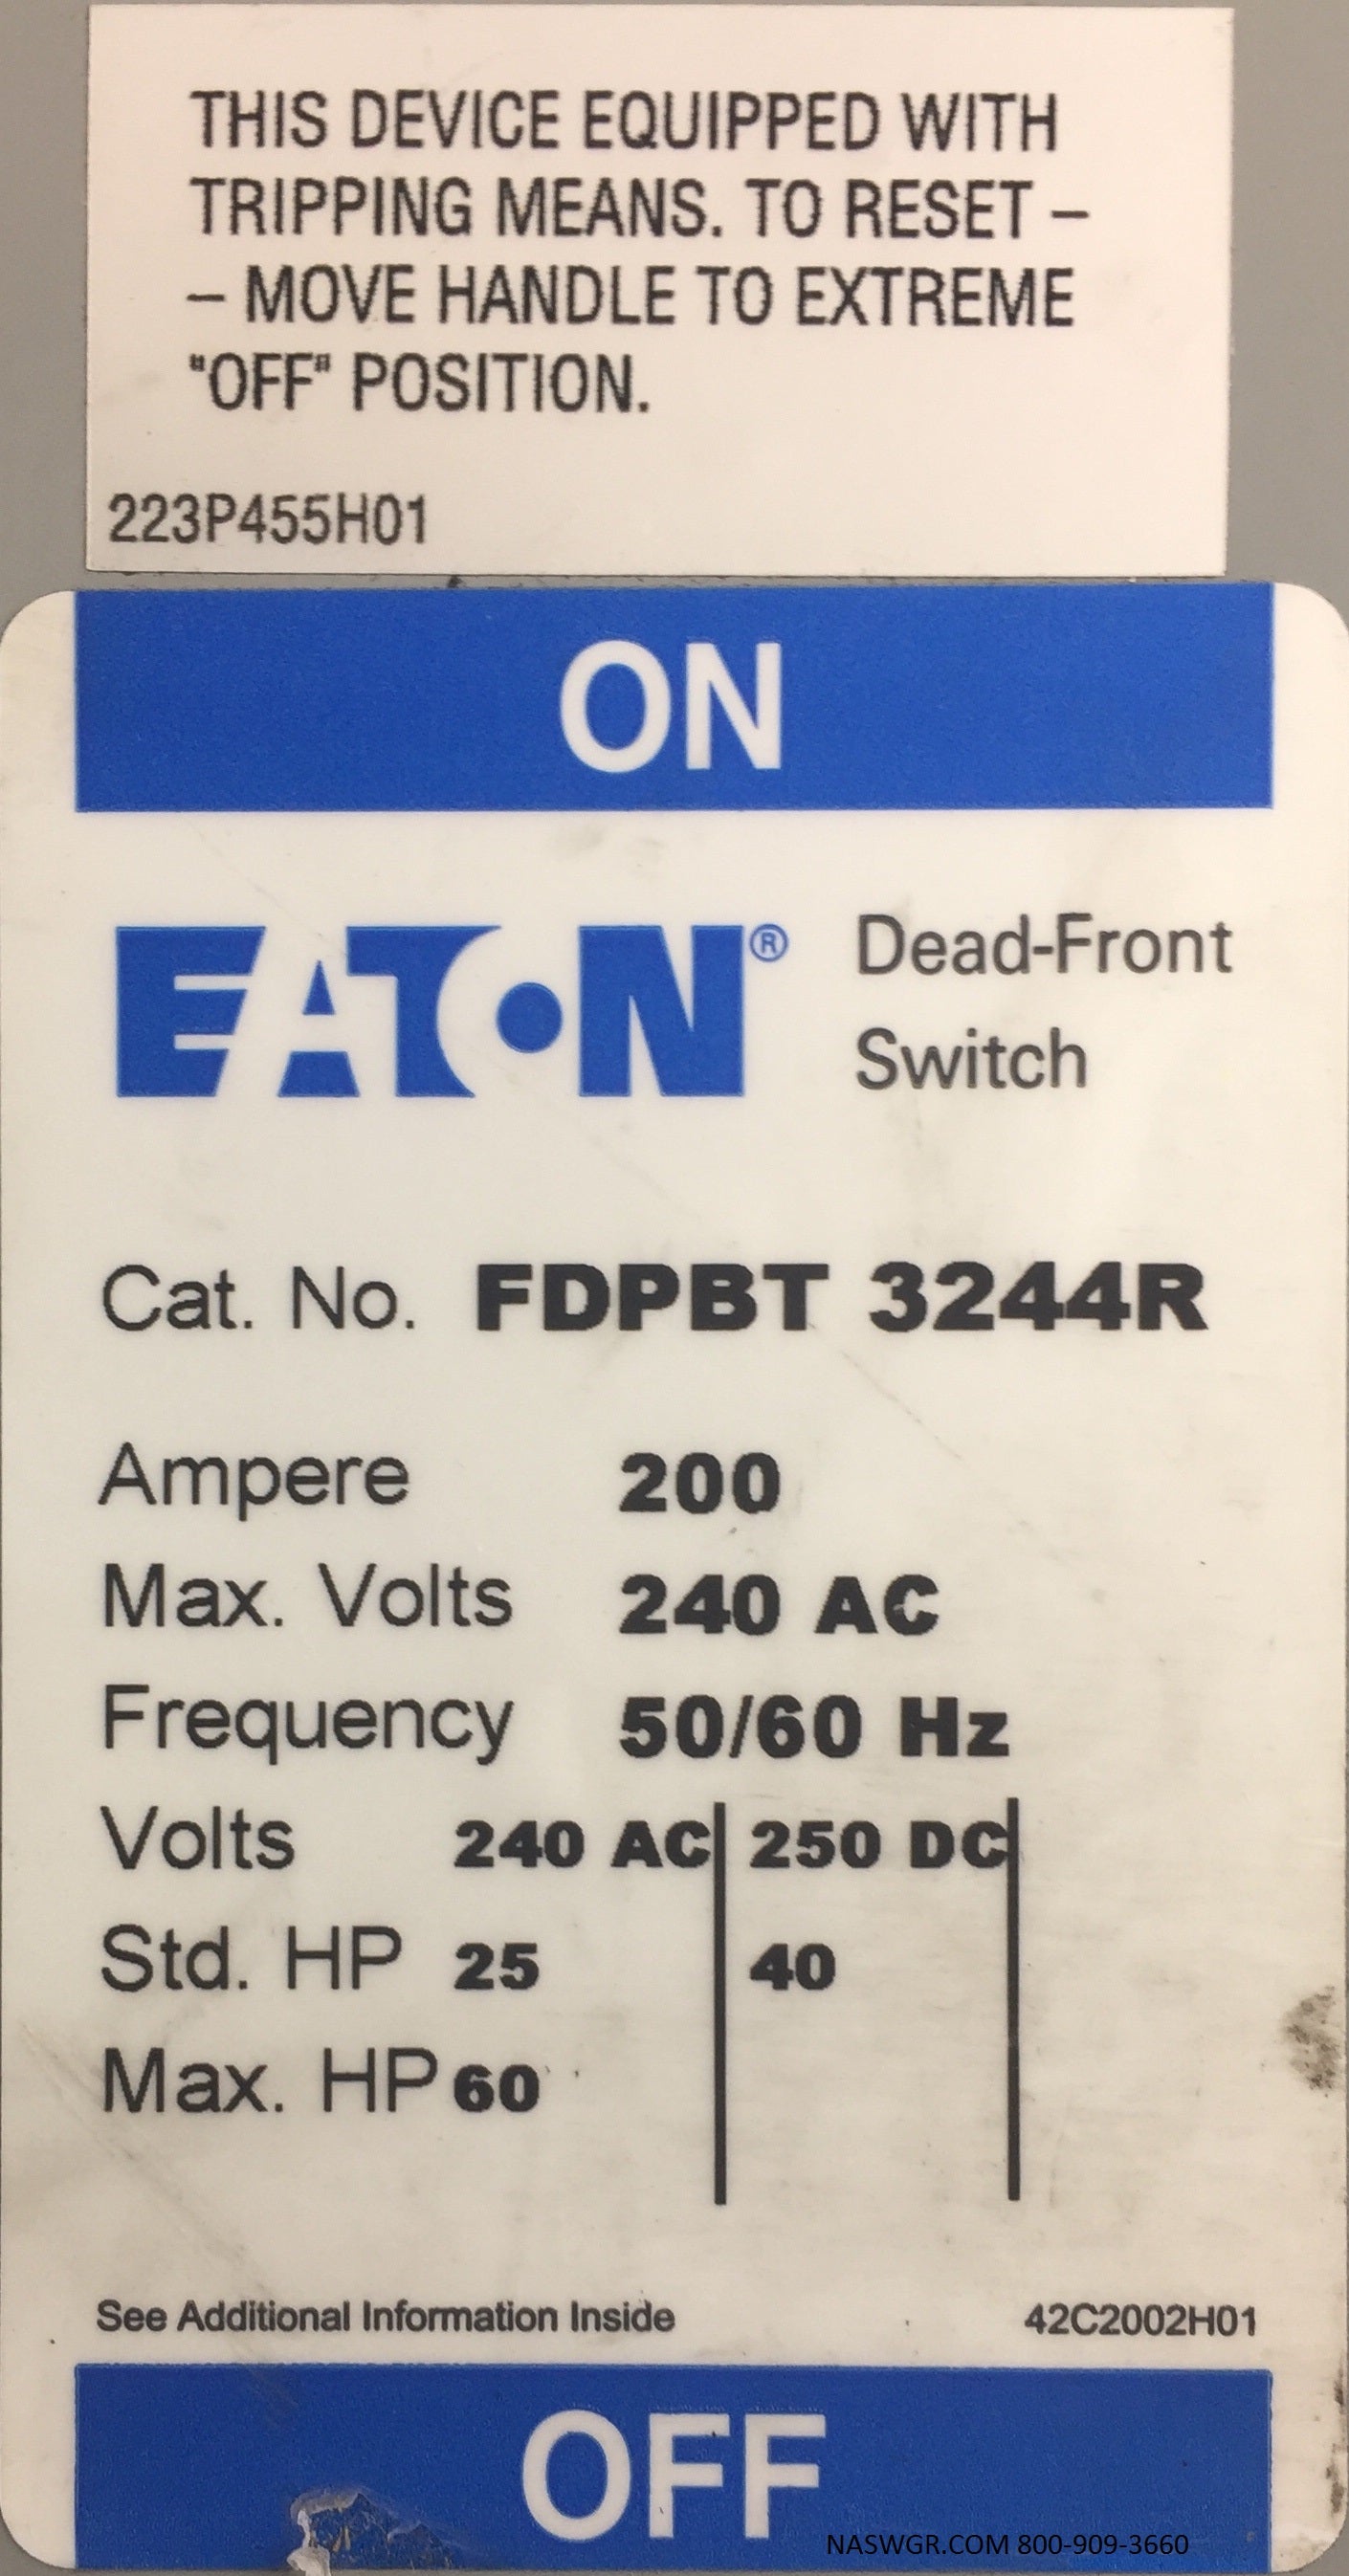 THIS DEVICE EQUIPPED WITH
TRIPPING MEANS. TO RESET –
– MOVE HANDLE TO EXTREME
"OFF" POSITION.
223P455H01
ON
EATON® Dead-Front
Switch
Cat. No. FDPBT 3244R
Ampere 200
Max. Volts 240 AC
Frequency 50/60 Hz
Volts 240 AC 250 DC
Std. HP 25 40
Max. HP 60
See Additional Information Inside 42C2002H01
OFF
NASWGR.COM 800-909-3660